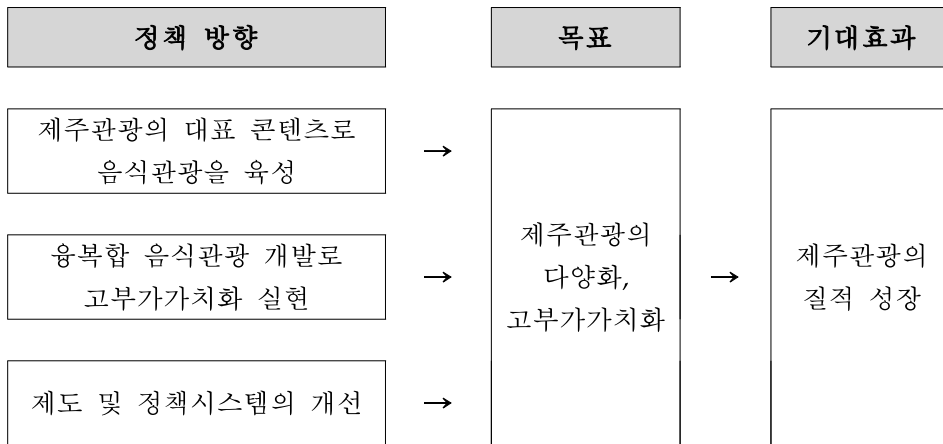 정책 방향
목표
기대효과
제주관광의 대표 콘텐츠로
음식관광을 육성
→
융복합 음식관광 개발로
고부가가치화 실현
→
제도 및 정책시스템의 개선
→
제주관광의
다양화,
고부가가치화
→
제주관광의
질적 성장